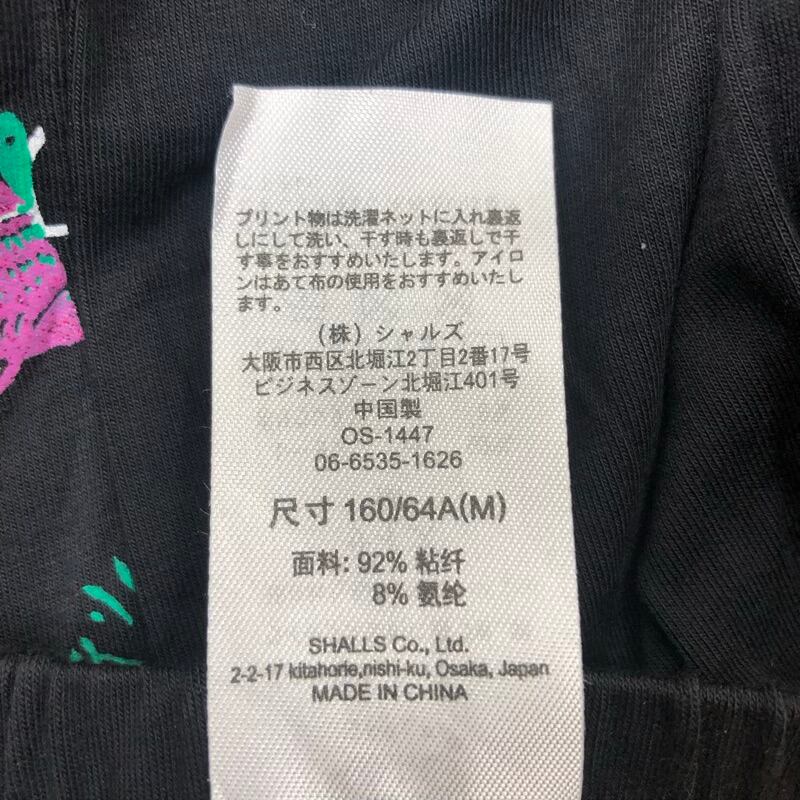 プリント物は洗濯ネットに入れ裏返
しにして洗い、干す時も裏返しで干
す事をおすすめいたします。アイロ
ンはあて布の使用をおすすめいたし
ます。
(株) シャルズ
大阪市西区北堀江2丁目2番17号
ビジネスゾーン北堀江401号
中国製
OS-1447
06-6535-1626
尺寸 160/64A(M)
面料: 92% 粘纤
8% 氨纶
SHALLS Co., Ltd.
2-2-17 kitahorie,nishi-ku, Osaka, Japan
MADE IN CHINA